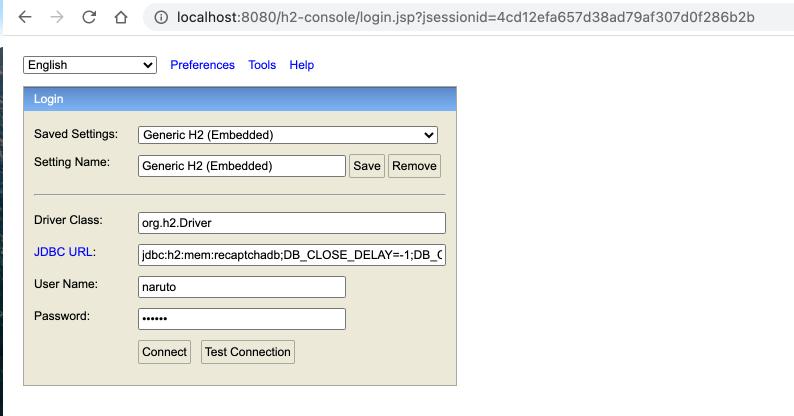 localhost:8080/h2-console/login.jsp?jsessionid=4cd12efa657d38ad79af307d0f286b2b
English Preferences Tools Help
Login
Saved Settings: Generic H2 (Embedded)
Setting Name: Generic H2 (Embedded) Save Remove
Driver Class: org.h2.Driver
JDBC URL: jdbc:h2:mem:recaptchadb;DB_CLOSE_DELAY=-1;DB_C
User Name: naruto
Password: ••••••
Connect Test Connection